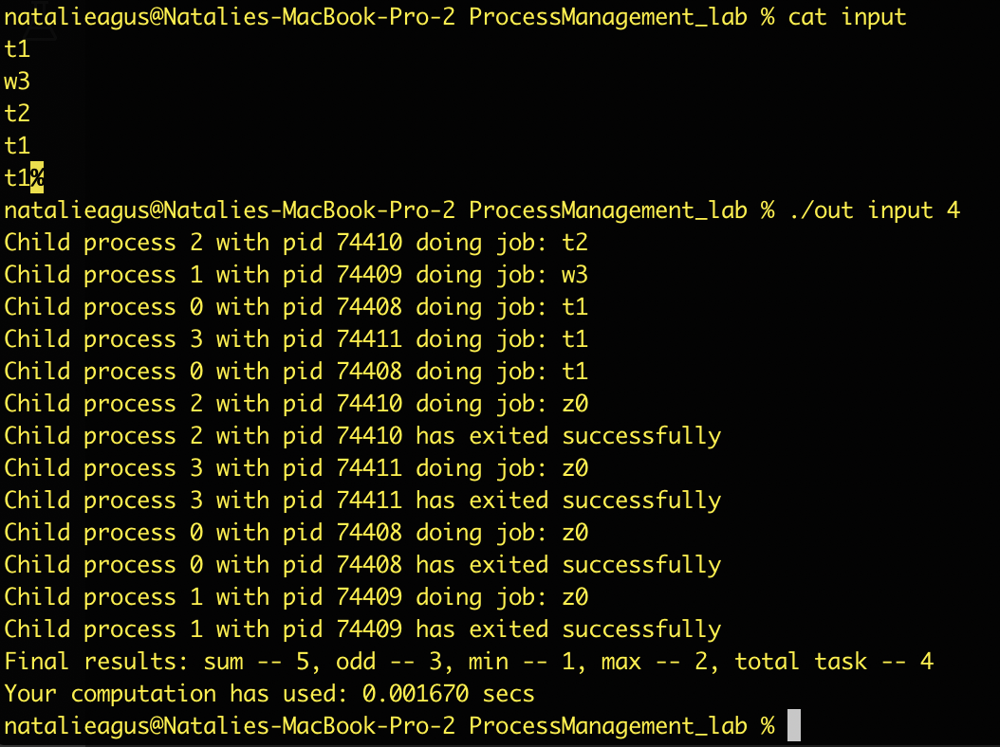 natalieagus@Natalies-MacBook-Pro-2 ProcessManagement_lab % cat input
t1
w3
t2
t1
t1%
natalieagus@Natalies-MacBook-Pro-2 ProcessManagement_lab % ./out input 4
Child process 2 with pid 74410 doing job: t2
Child process 1 with pid 74409 doing job: w3
Child process 0 with pid 74408 doing job: t1
Child process 3 with pid 74411 doing job: t1
Child process 0 with pid 74408 doing job: t1
Child process 2 with pid 74410 doing job: z0
Child process 2 with pid 74410 has exited successfully
Child process 3 with pid 74411 doing job: z0
Child process 3 with pid 74411 has exited successfully
Child process 0 with pid 74408 doing job: z0
Child process 0 with pid 74408 has exited successfully
Child process 1 with pid 74409 doing job: z0
Child process 1 with pid 74409 has exited successfully
Final results: sum -- 5, odd -- 3, min -- 1, max -- 2, total task -- 4
Your computation has used: 0.001670 secs
natalieagus@Natalies-MacBook-Pro-2 ProcessManagement_lab %